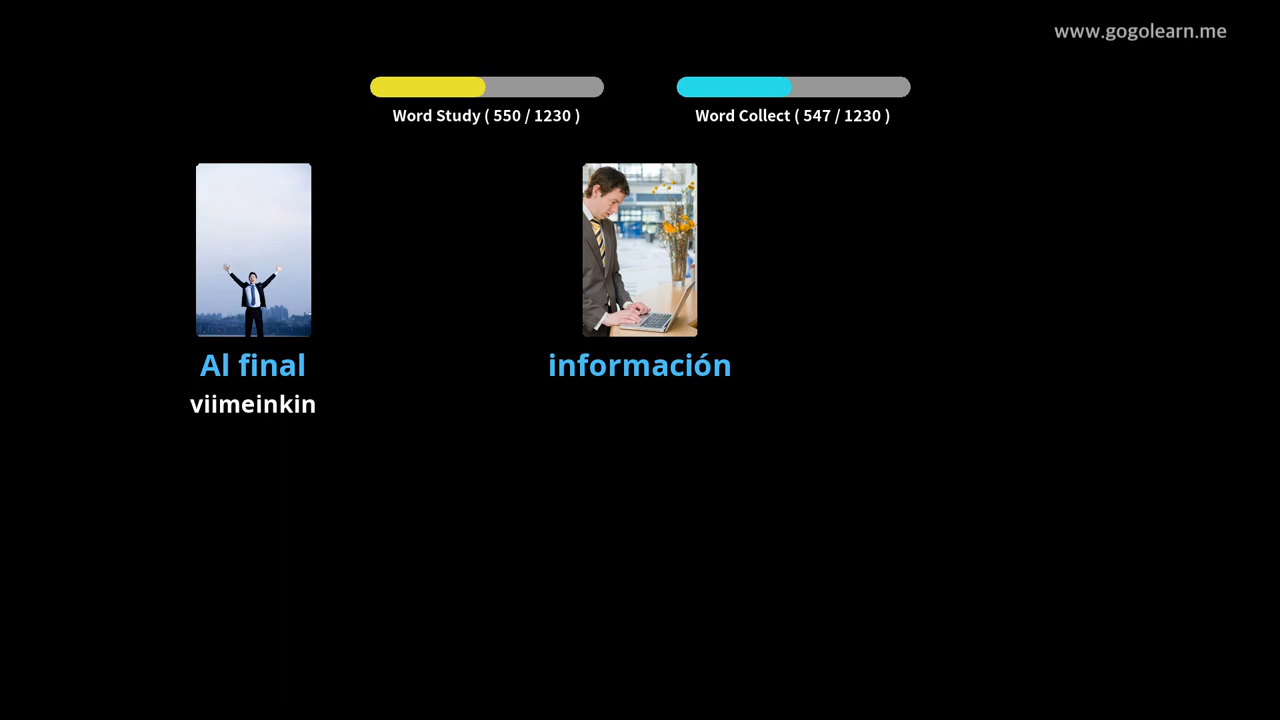 www.gogolearn.me
Word Study ( 550 / 1230 )
Word Collect ( 547 / 1230 )
Al final
viimeinkin
información